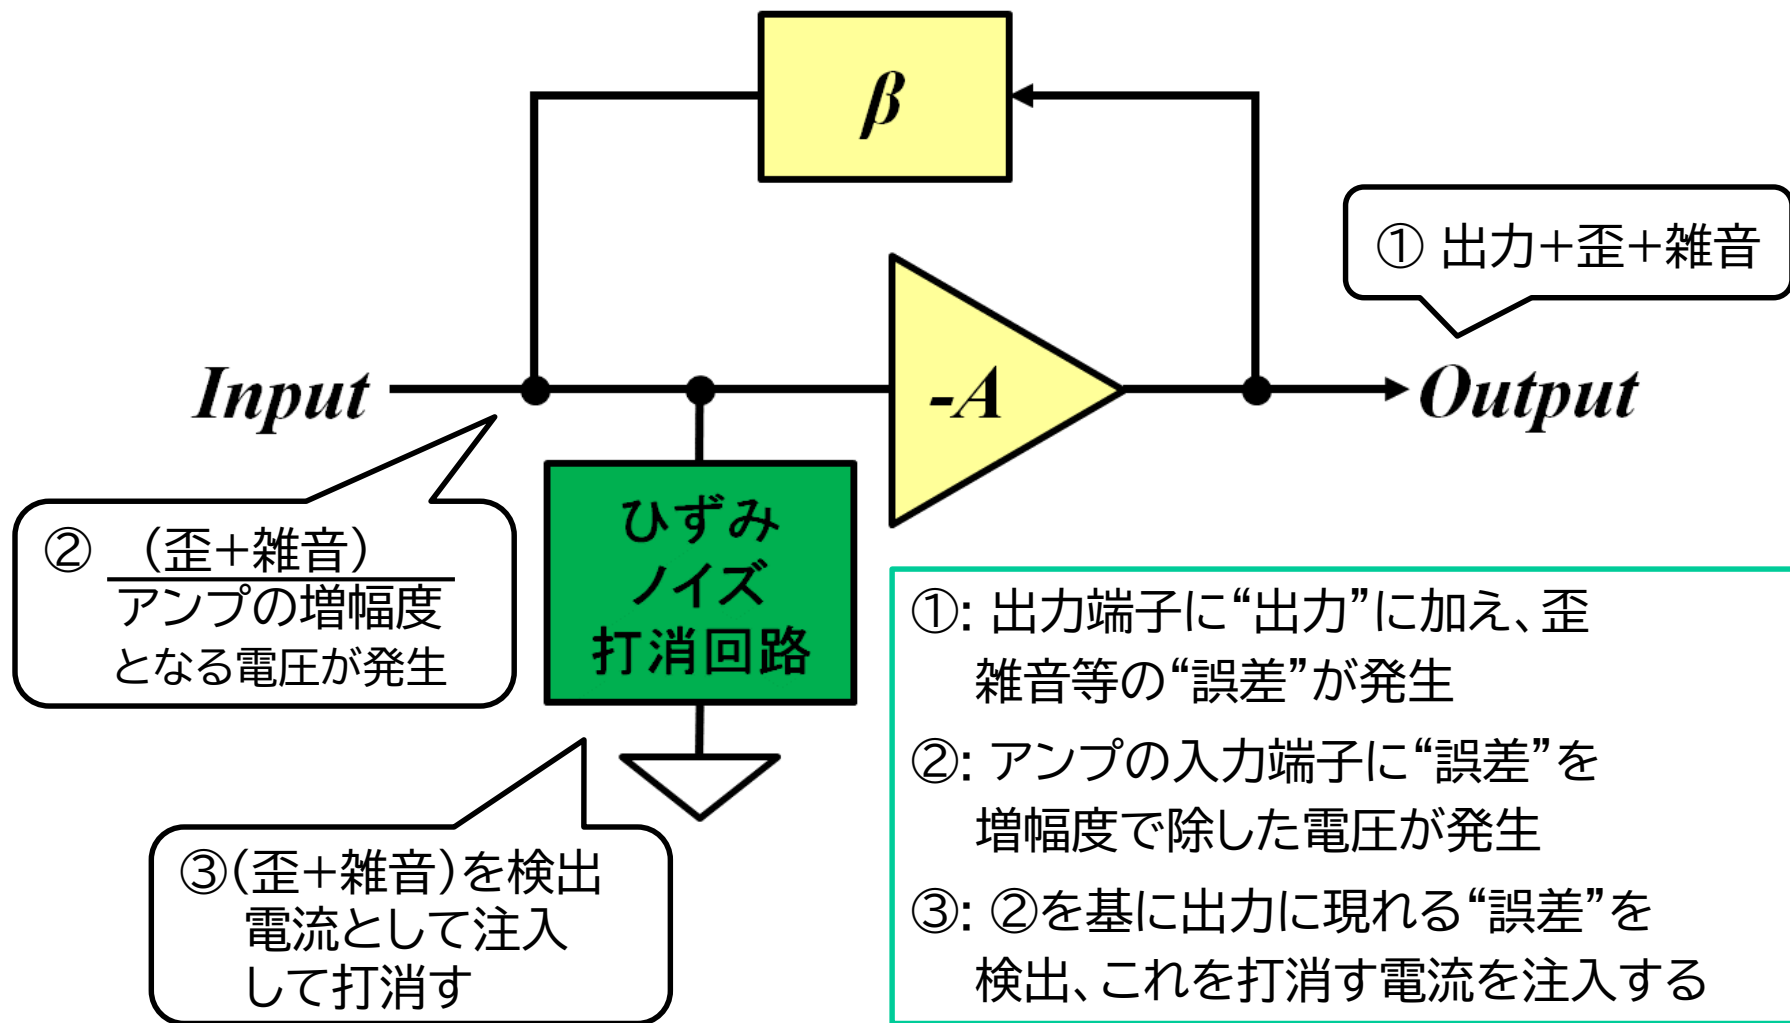 β
① 出力+歪+雑音
Input
-A
Output
② (歪+雑音)
アンプの増幅度
となる電圧が発生
ひずみ
ノイズ
打消回路
③(歪+雑音)を検出
電流として注入
して打消す
①: 出力端子に“出力”に加え、歪
雑音等の“誤差”が発生
②: アンプの入力端子に“誤差”を
増幅度で除した電圧が発生
③: ②を基に出力に現れる“誤差”を
検出、これを打消す電流を注入する